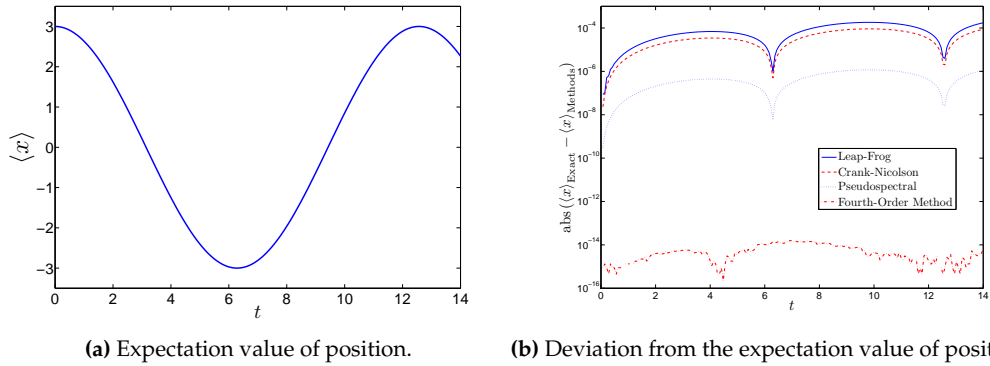 3
2
1
0
−1
−2
−3
⟨x⟩
0 2 4 6 8 10 12 14
t
(a) Expectation value of position.
10^−4
10^−6
10^−8
10^−10
10^−12
10^−14
10^−16
abs (⟨x⟩Exact − ⟨x⟩Methods)
Leap-Frog
Crank-Nicolson
Pseudospectral
Fourth-Order Method
0 2 4 6 8 10 12 14
t
(b) Deviation from the expectation value of posit